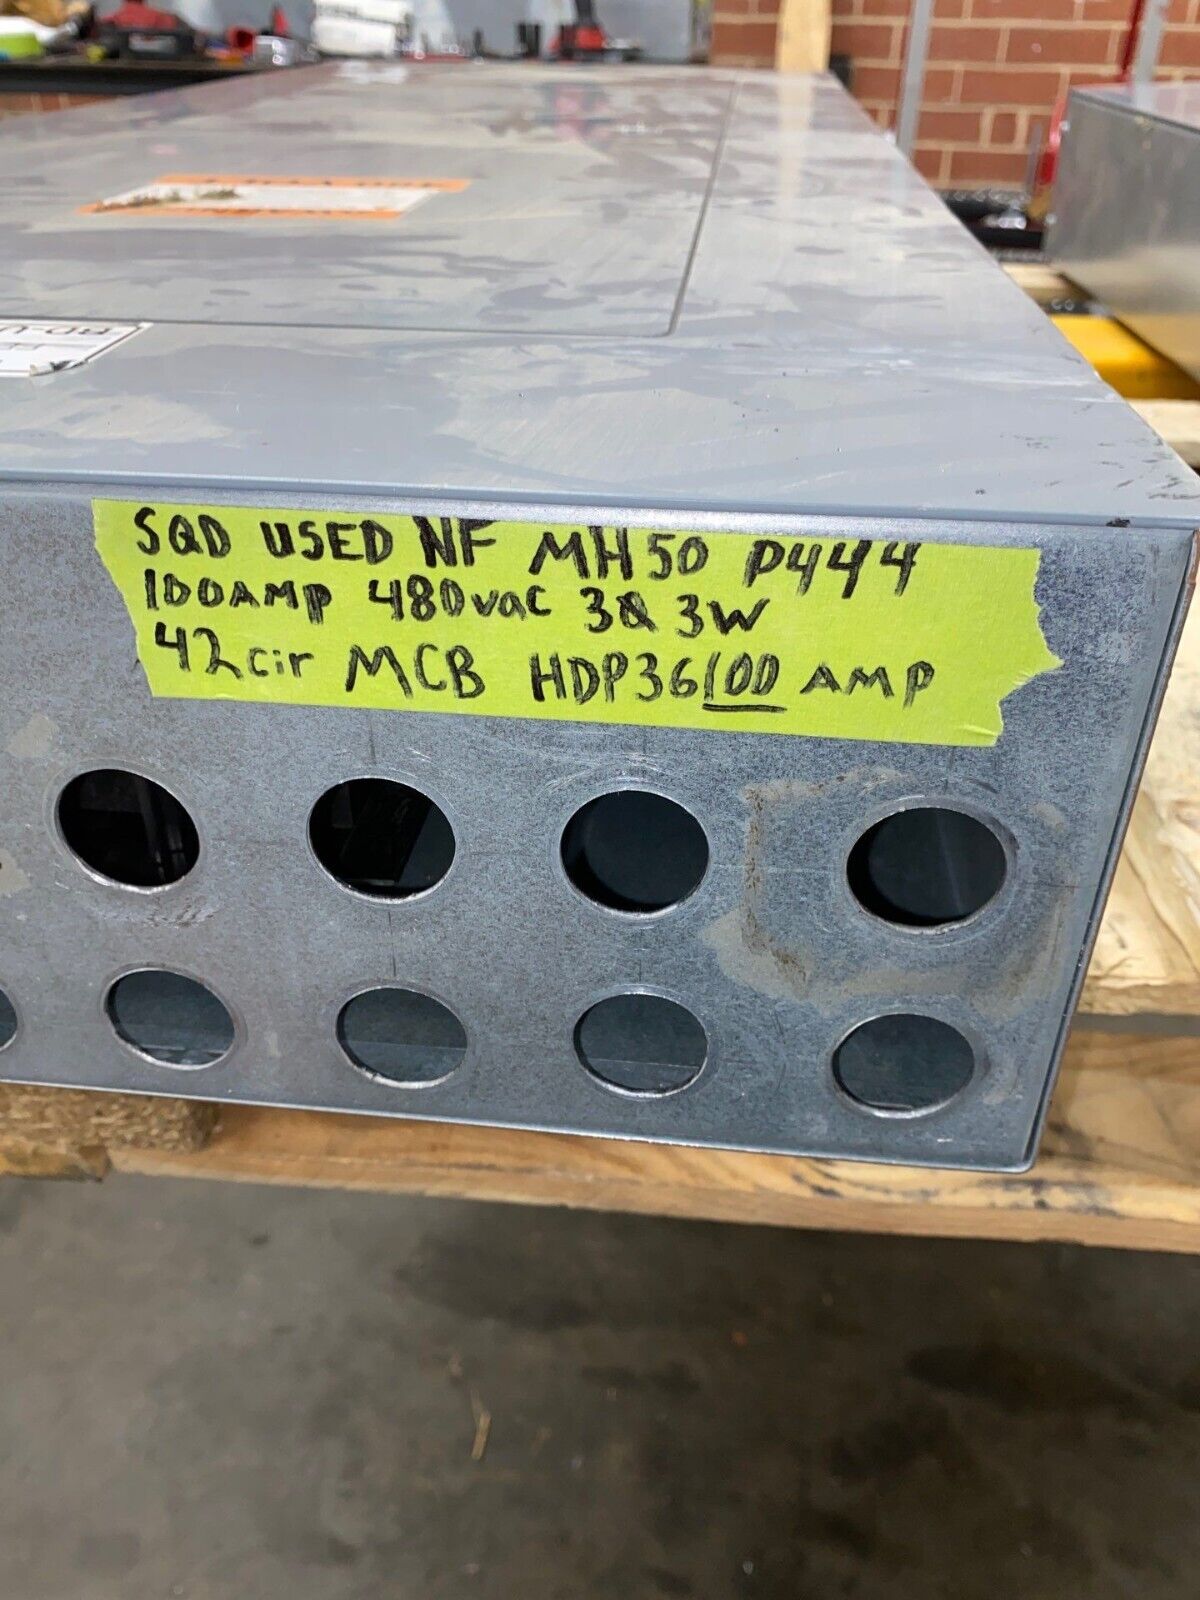 SQD USED NF MH50 P444
100AMP 480vac 3Ø 3W
42cir MCB HDP36100 AMP